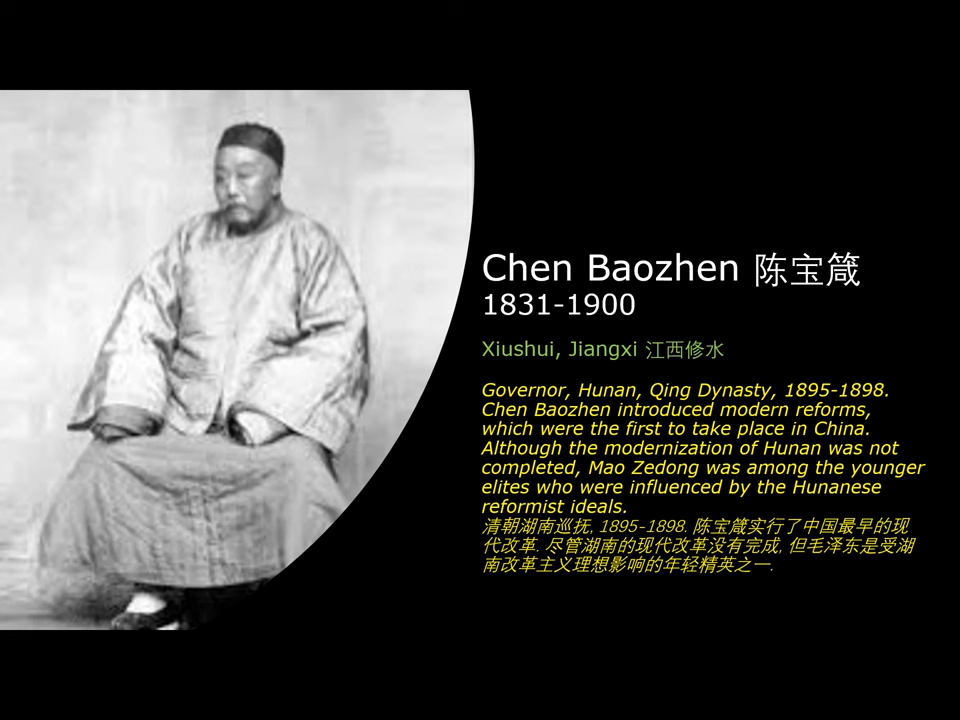 Chen Baozhen 陈宝箴
1831-1900
Xiushui, Jiangxi 江西修水
Governor, Hunan, Qing Dynasty, 1895-1898.
Chen Baozhen introduced modern reforms,
which were the first to take place in China.
Although the modernization of Hunan was not
completed, Mao Zedong was among the younger
elites who were influenced by the Hunanese
reformist ideals.
清朝湖南巡抚, 1895-1898. 陈宝箴实行了中国最早的现
代改革. 尽管湖南的现代改革没有完成, 但毛泽东是受湖
南改革主义理想影响的年轻精英之一.